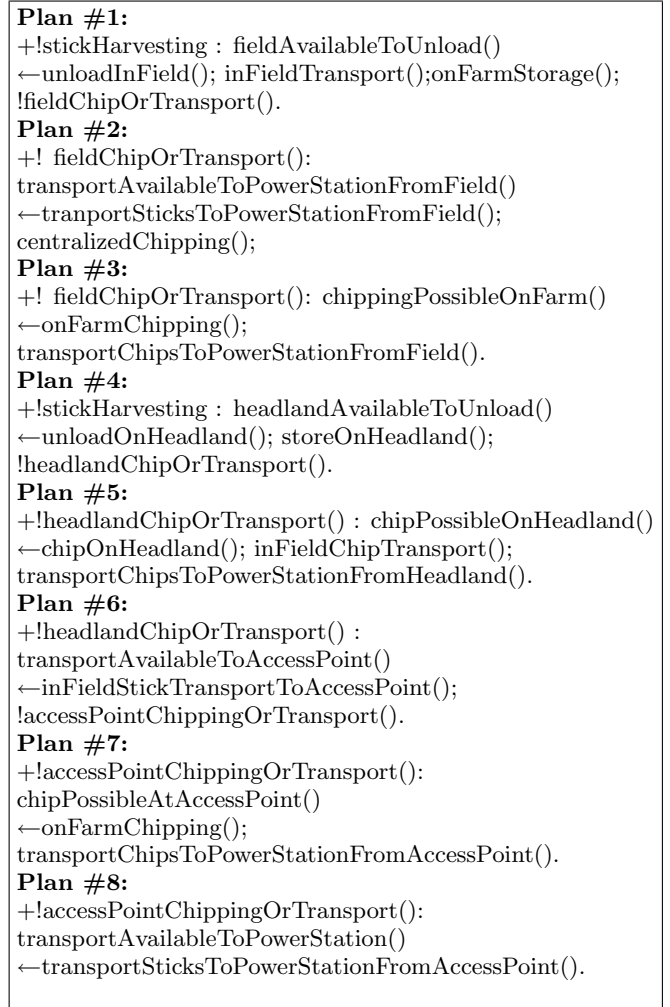 Plan #1:
+!stickHarvesting : fieldAvailableToUnload()
←unloadInField(); inFieldTransport();onFarmStorage();
!fieldChipOrTransport().
Plan #2:
+! fieldChipOrTransport():
transportAvailableToPowerStationFromField()
←tranportSticksToPowerStationFromField();
centralizedChipping();
Plan #3:
+! fieldChipOrTransport(): chippingPossibleOnFarm()
←onFarmChipping();
transportChipsToPowerStationFromField().
Plan #4:
+!stickHarvesting : headlandAvailableToUnload()
←unloadOnHeadland(); storeOnHeadland();
!headlandChipOrTransport().
Plan #5:
+!headlandChipOrTransport() : chipPossibleOnHeadland()
←chipOnHeadland(); inFieldChipTransport();
transportChipsToPowerStationFromHeadland().
Plan #6:
+!headlandChipOrTransport() :
transportAvailableToAccessPoint()
←inFieldStickTransportToAccessPoint();
!accessPointChippingOrTransport().
Plan #7:
+!accessPointChippingOrTransport():
chipPossibleAtAccessPoint()
←onFarmChipping();
transportChipsToPowerStationFromAccessPoint().
Plan #8:
+!accessPointChippingOrTransport():
transportAvailableToPowerStation()
←transportSticksToPowerStationFromAccessPoint().